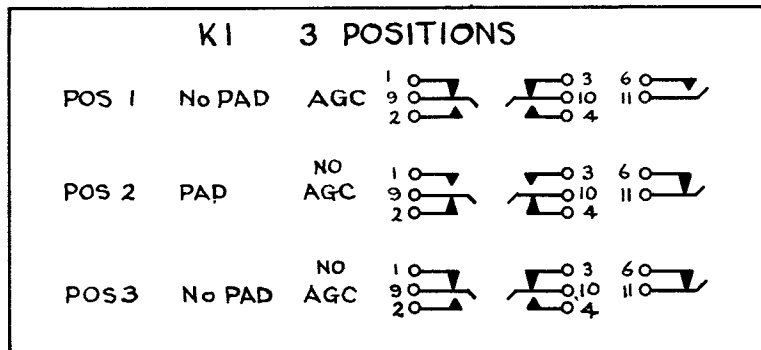 K1 3 POSITIONS
POS 1 No PAD AGC 1 9 2 3 10 4 6 11
POS 2 PAD NO AGC 1 9 2 3 10 4 6 11
POS3 No PAD NO AGC 1 9 2 3 10 4 6 11